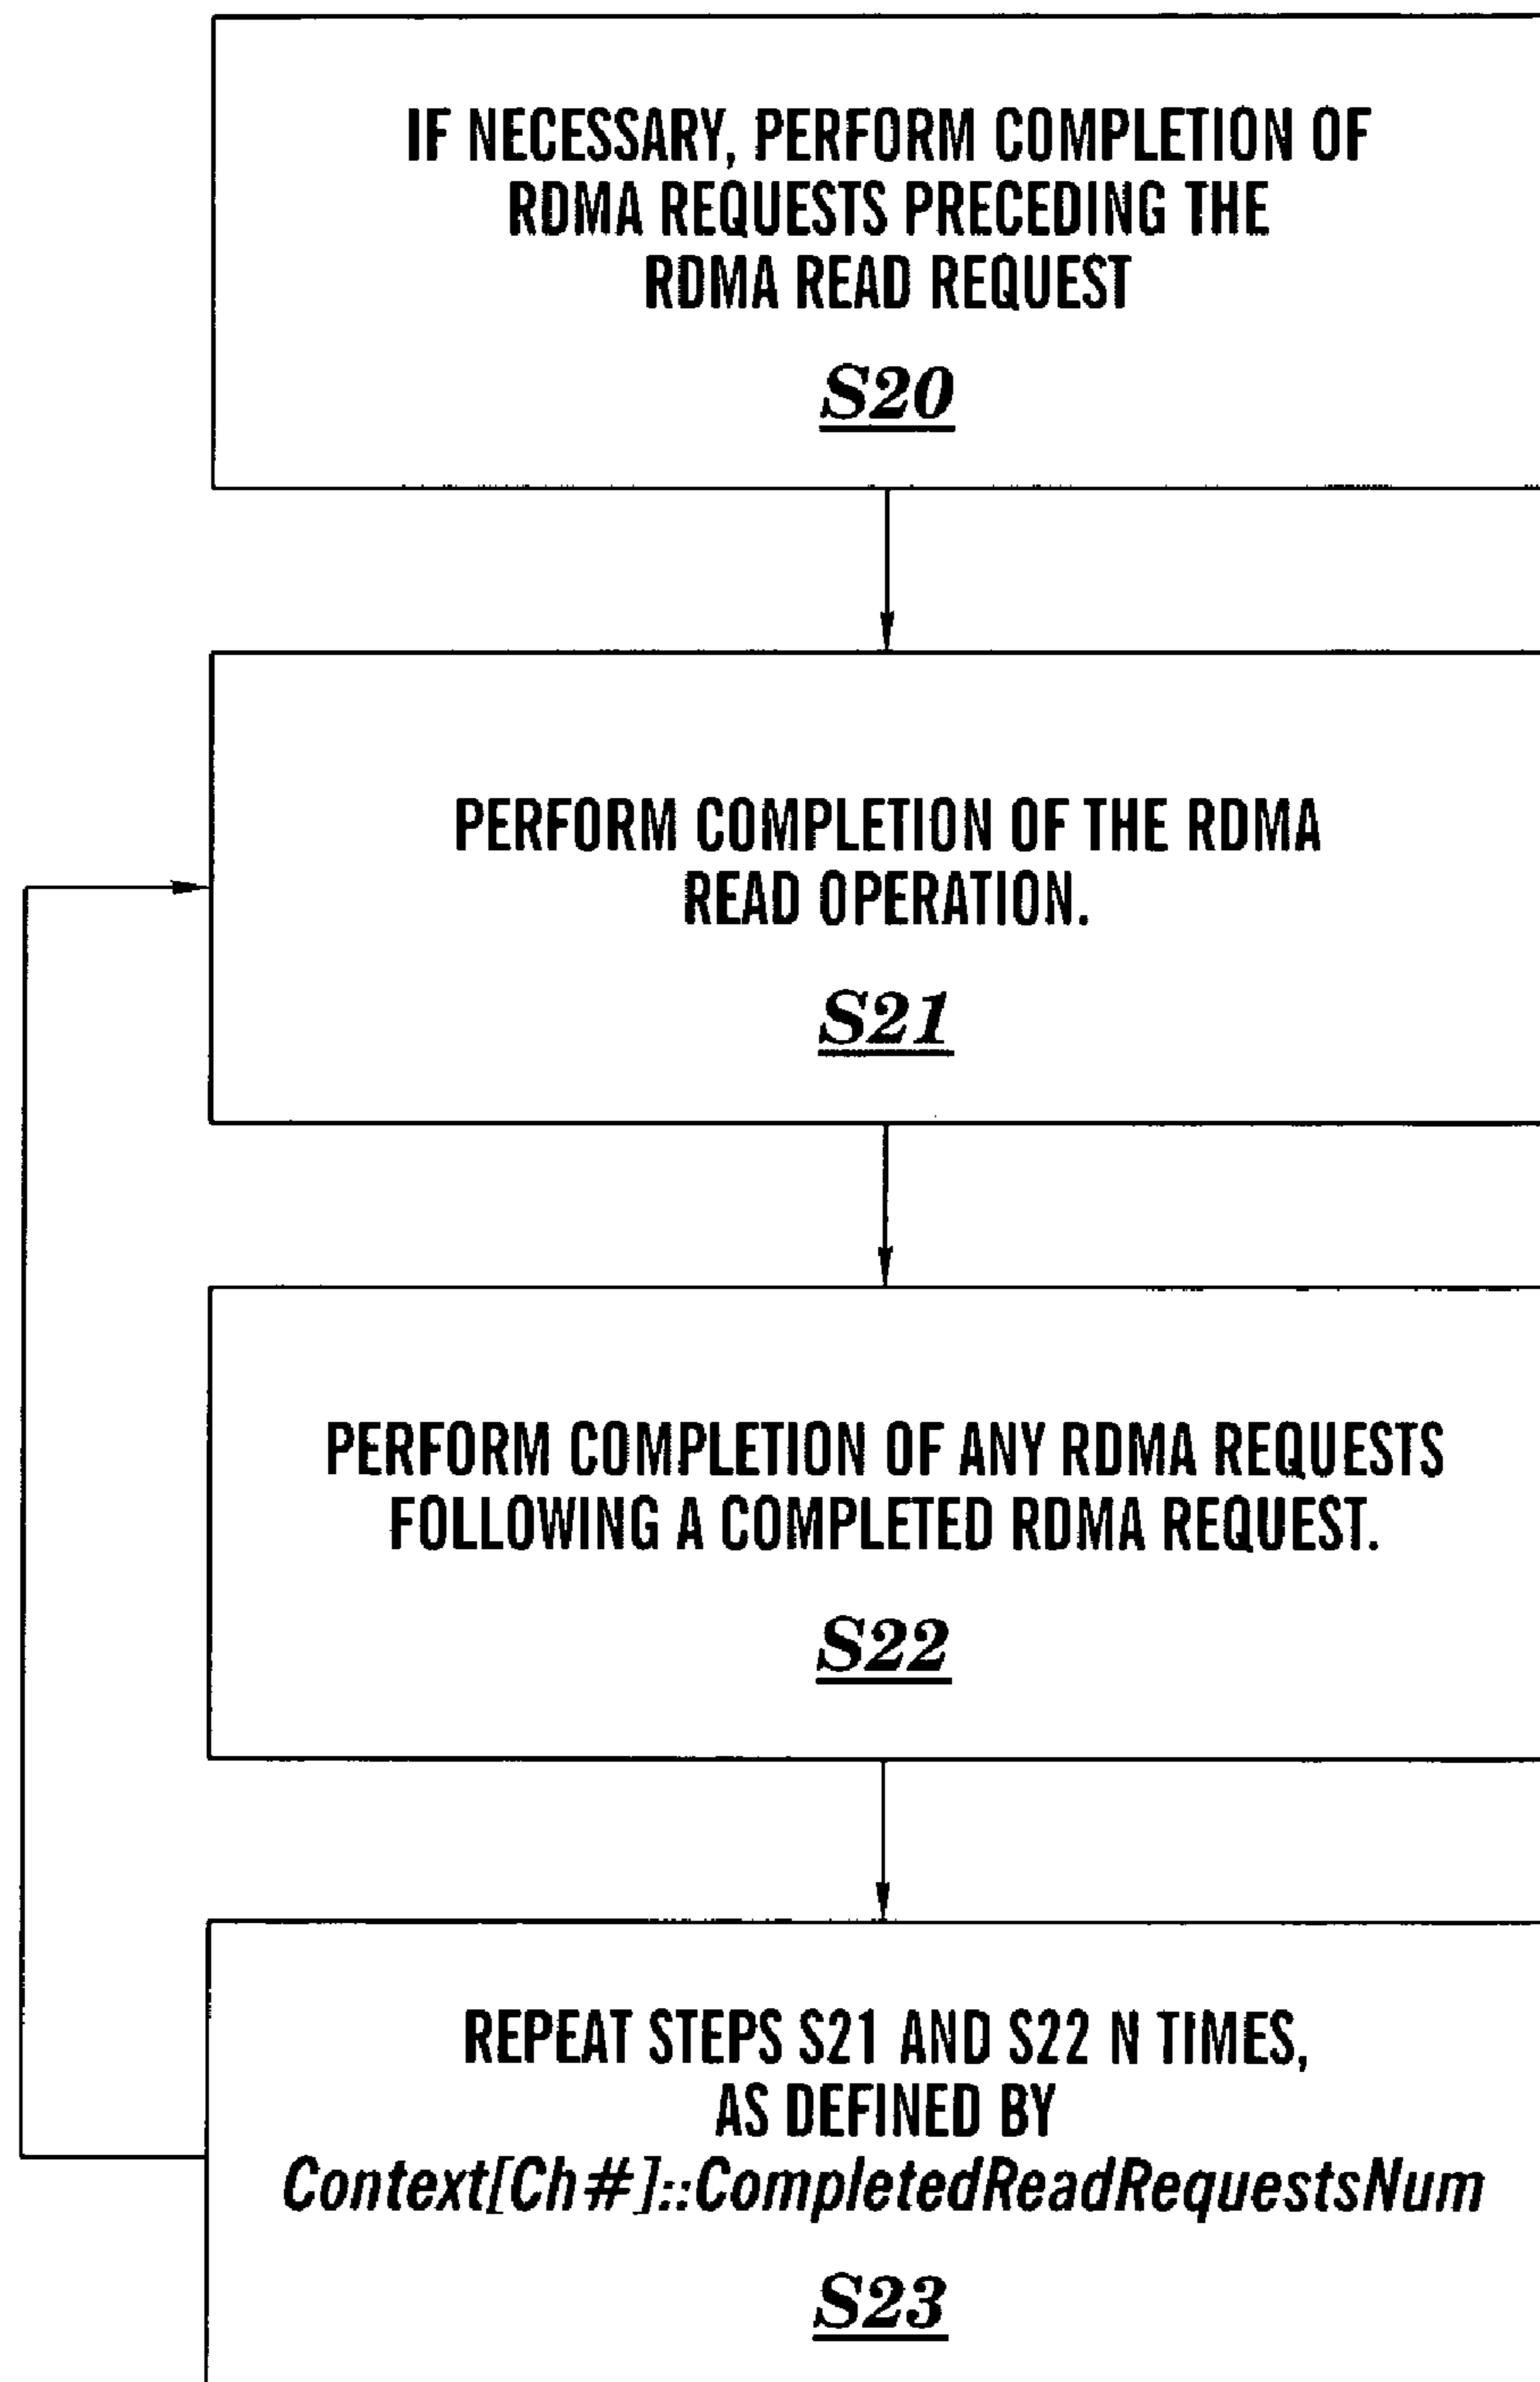 IF NECESSARY, PERFORM COMPLETION OF
RDMA REQUESTS PRECEDING THE
RDMA READ REQUEST
S20
PERFORM COMPLETION OF THE RDMA
READ OPERATION.
S21
PERFORM COMPLETION OF ANY RDMA REQUESTS
FOLLOWING A COMPLETED RDMA REQUEST.
S22
REPEAT STEPS S21 AND S22 N TIMES,
AS DEFINED BY
Context[Ch#]::CompletedReadRequestsNum
S23